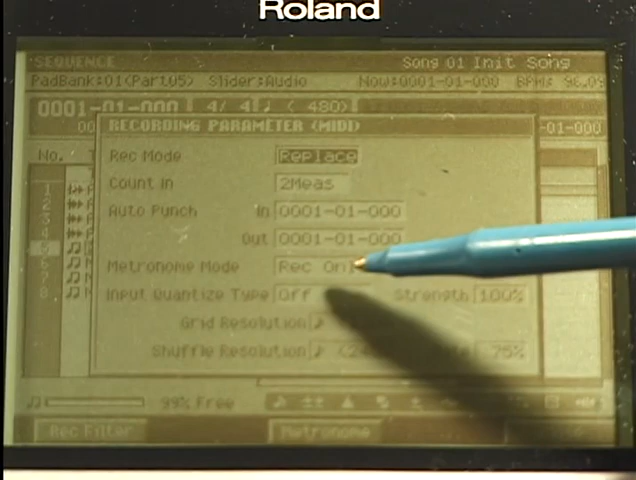 Roland
SEQUENCE Song 01 Init Song
PadBank:01(Part05) Slider:Audio Now:0001-01-000 BPM: 96.09
0001-01-000 4/ 4 ♩ ( 480)
RECORDING PARAMETER (MIDI)
-01-000
No.
Rec Mode Replace
Count In 2Meas
Auto Punch In 0001-01-000
Out 0001-01-000
Metronome Mode Rec On
Input Quantize Type Off Strength 100%
Grid Resolution ♪
Shuffle Resolution ♪ 75%
99% Free
Rec Filter Metronome